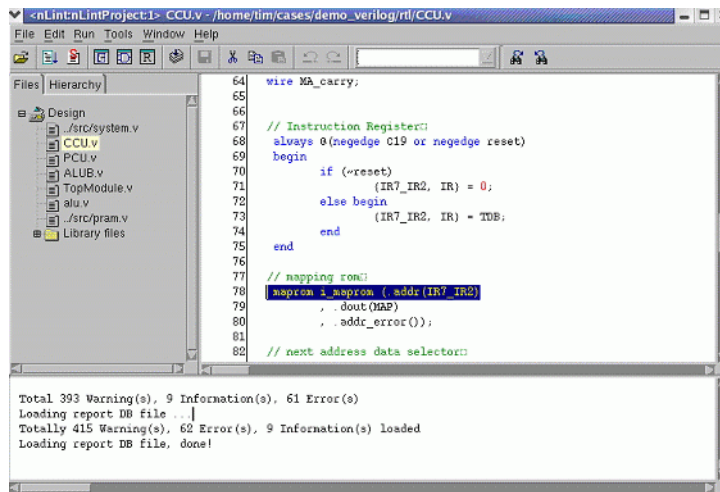 <nLint:nLintProject:1> CCU.v - /home/tim/cases/demo_verilog/rtl/CCU.v
File Edit Run Tools Window Help
Files Hierarchy
Design
../src/system.v
CCU.v
PCU.v
ALUB.v
TopModule.v
alu.v
../src/pram.v
Library files
64 wire MA_carry;
65
66
67 // Instruction Register
68 always @(negedge C19 or negedge reset)
69 begin
70 if (~reset)
71 {IR7_IR2, IR} = 0;
72 else begin
73 {IR7_IR2, IR} = TDB;
74 end
75 end
76
77 // mapping rom
78 maprom i_maprom (.addr(IR7_IR2)
79 , .dout(MAP)
80 , .addr_error());
81
82 // next address data selector
Total 393 Warning(s), 9 Information(s), 61 Error(s)
Loading report DB file ...
Totally 415 Warning(s), 62 Error(s), 9 Information(s) loaded
Loading report DB file, done!